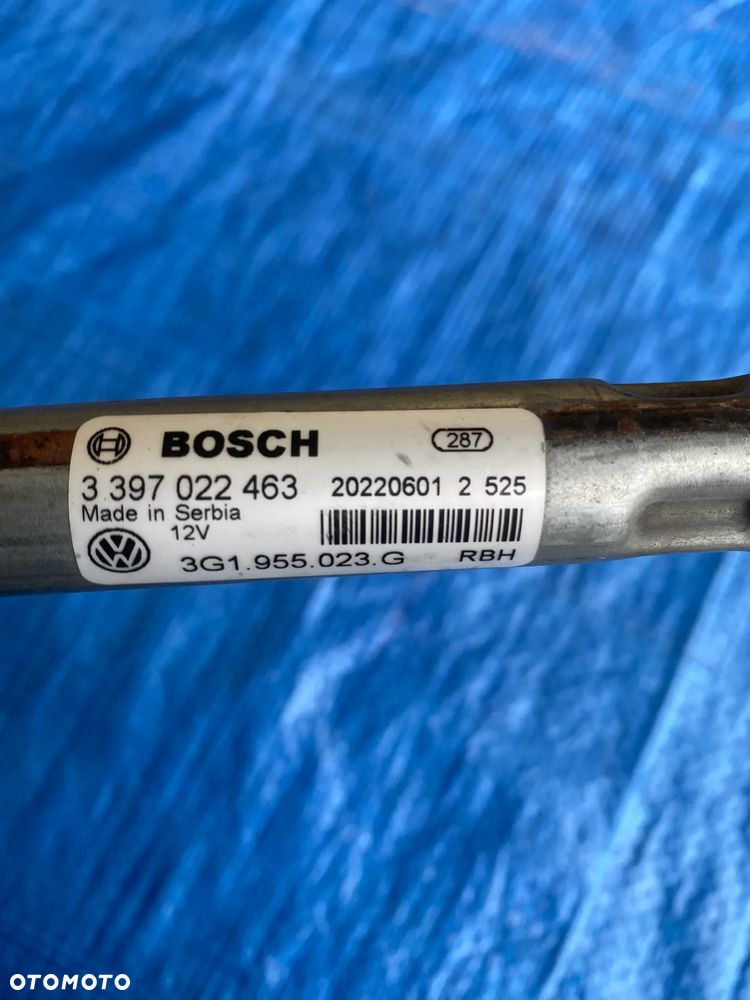 BOSCH 287
3 397 022 463 20220601 2 525
Made in Serbia
12V
3G1.955.023.G RBH
OTOMOTO